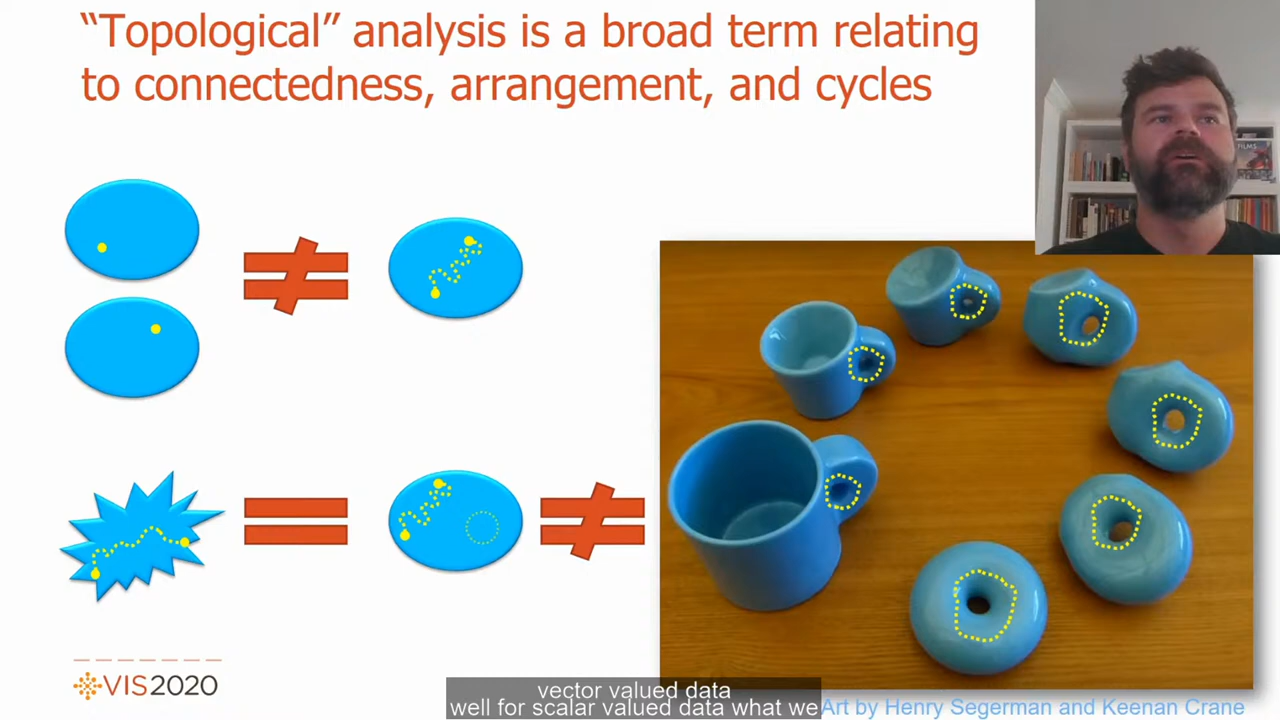 “Topological” analysis is a broad term relating
to connectedness, arrangement, and cycles
FILMS
VIS2020
vector valued data
well for scalar valued data what we
Art by Henry Segerman and Keenan Crane